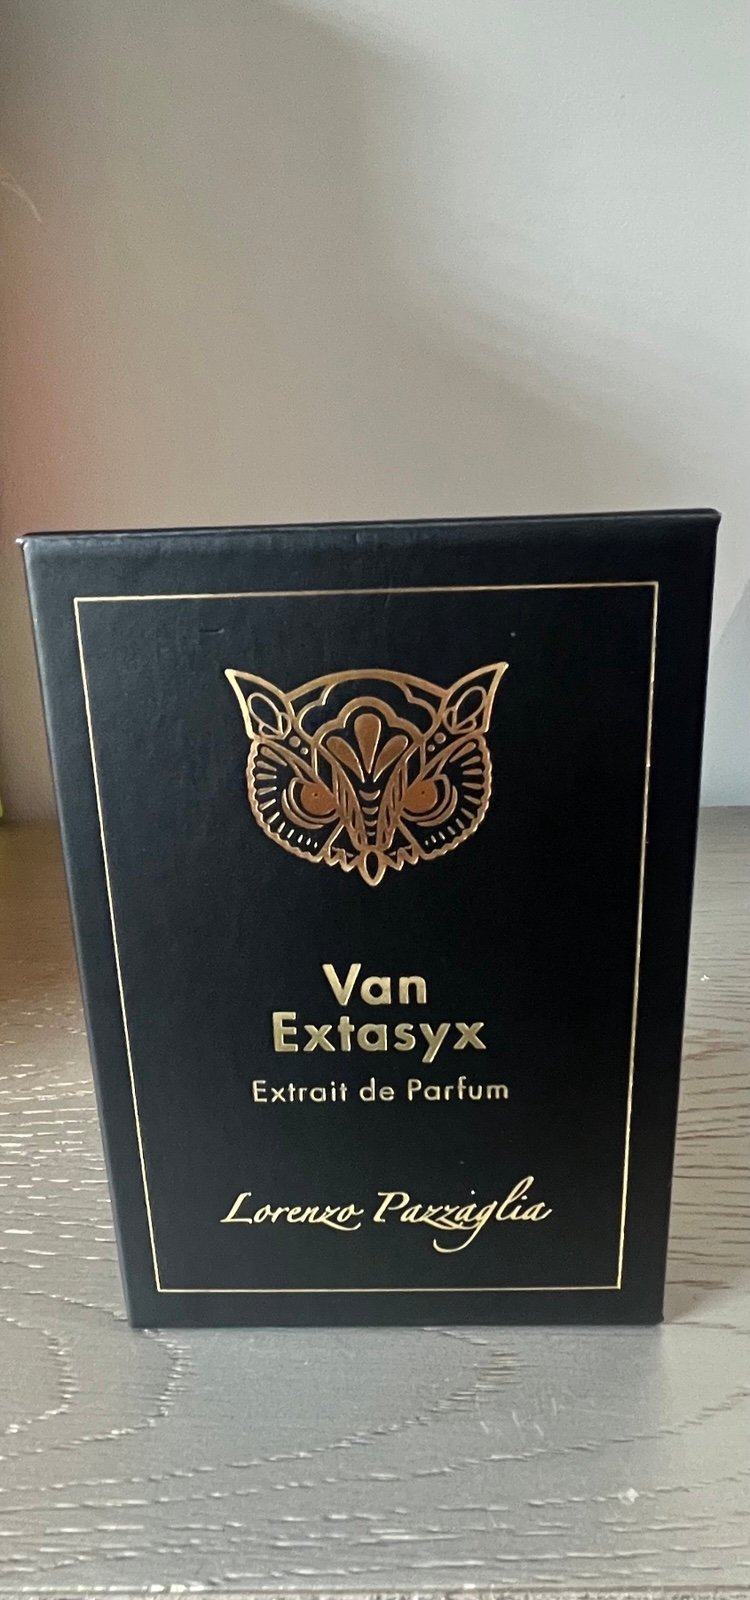 Van
Extasyx
Extrait de Parfum
Lorenzo Pazzaglia